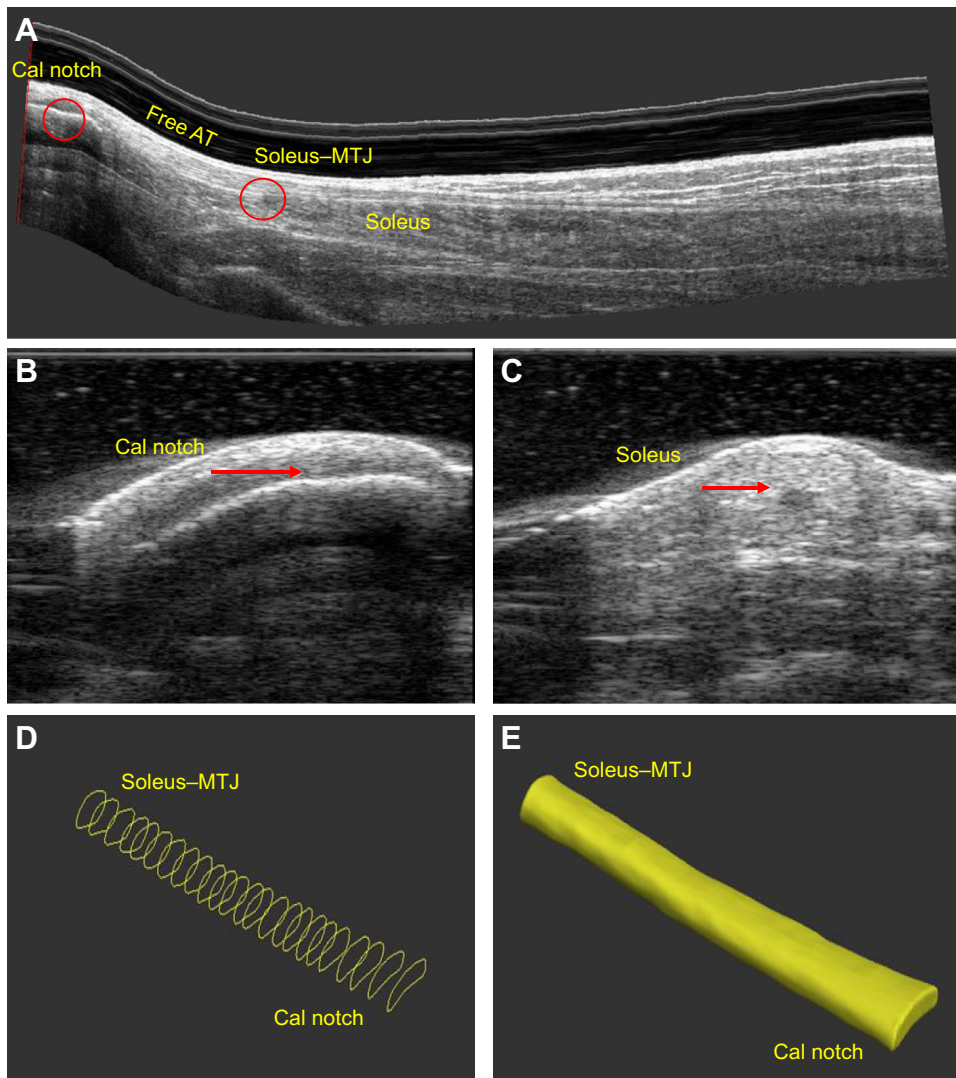 A
Cal notch
Free AT
Soleus–MTJ
Soleus
B
Cal notch
C
Soleus
D
Soleus–MTJ
Cal notch
E
Soleus–MTJ
Cal notch